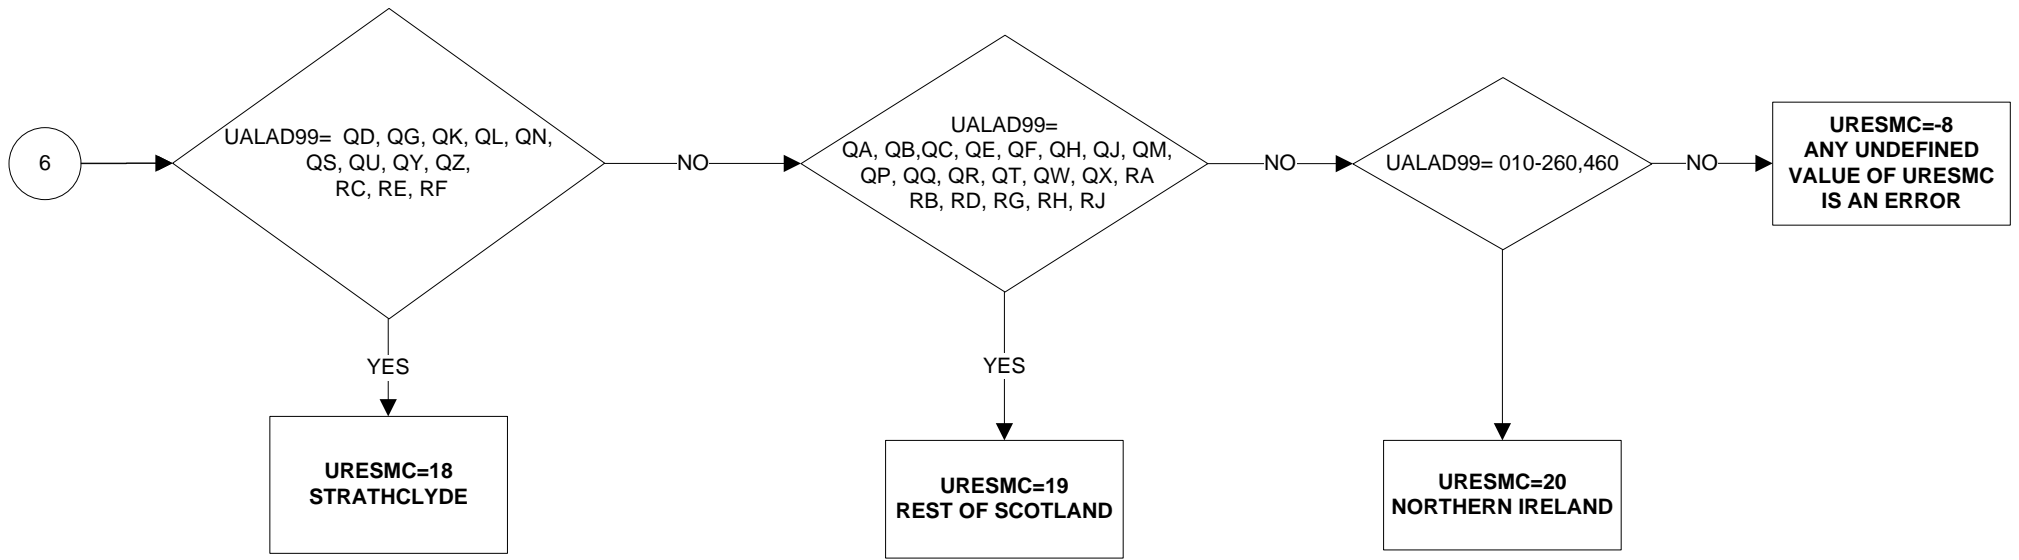 6
UALAD99=  QD, QG, QK, QL, QN,
QS, QU, QY, QZ,
RC, RE, RF
NO
UALAD99=
QA, QB,QC, QE, QF, QH, QJ, QM,
QP, QQ, QR, QT, QW, QX, RA
RB, RD, RG, RH, RJ
NO
UALAD99= 010-260,460
NO
URESMC=-8
ANY UNDEFINED
VALUE OF URESMC
IS AN ERROR
YES
YES
URESMC=18
STRATHCLYDE
URESMC=19
REST OF SCOTLAND
URESMC=20
NORTHERN IRELAND